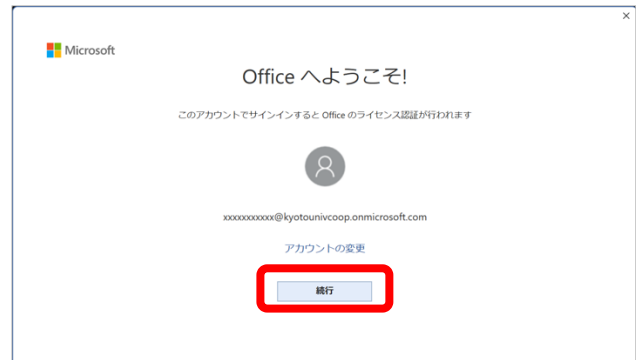 Microsoft
Office へようこそ!
このアカウントでサインインすると Office のライセンス認証が行われます
xxxxxxxxxxx@kyotounivcoop.onmicrosoft.com
アカウントの変更
続行